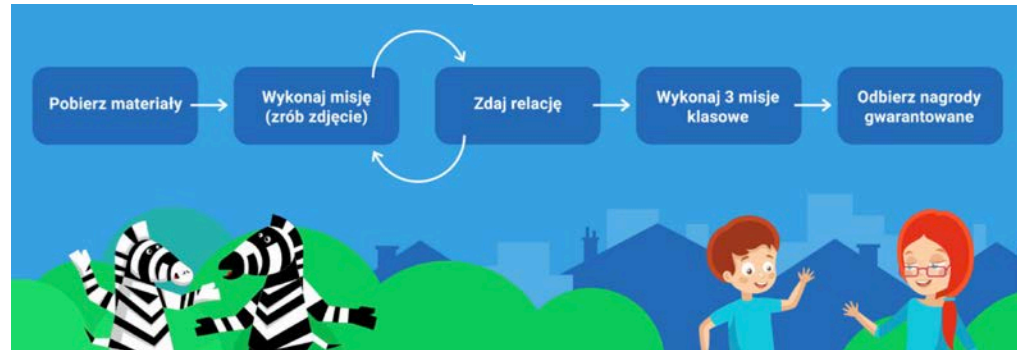 Pobierz materiały
Wykonaj misję
(zrób zdjęcie)
Zdaj relację
Wykonaj 3 misje
klasowe
Odbierz nagrody
gwarantowane